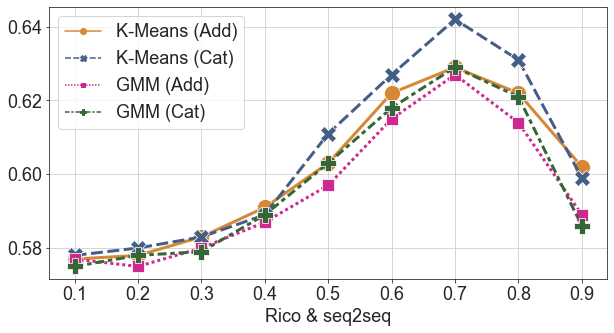 K-Means (Add)
K-Means (Cat)
GMM (Add)
GMM (Cat)
0.64
0.62
0.60
0.58
0.1 0.2 0.3 0.4 0.5 0.6 0.7 0.8 0.9
Rico & seq2seq